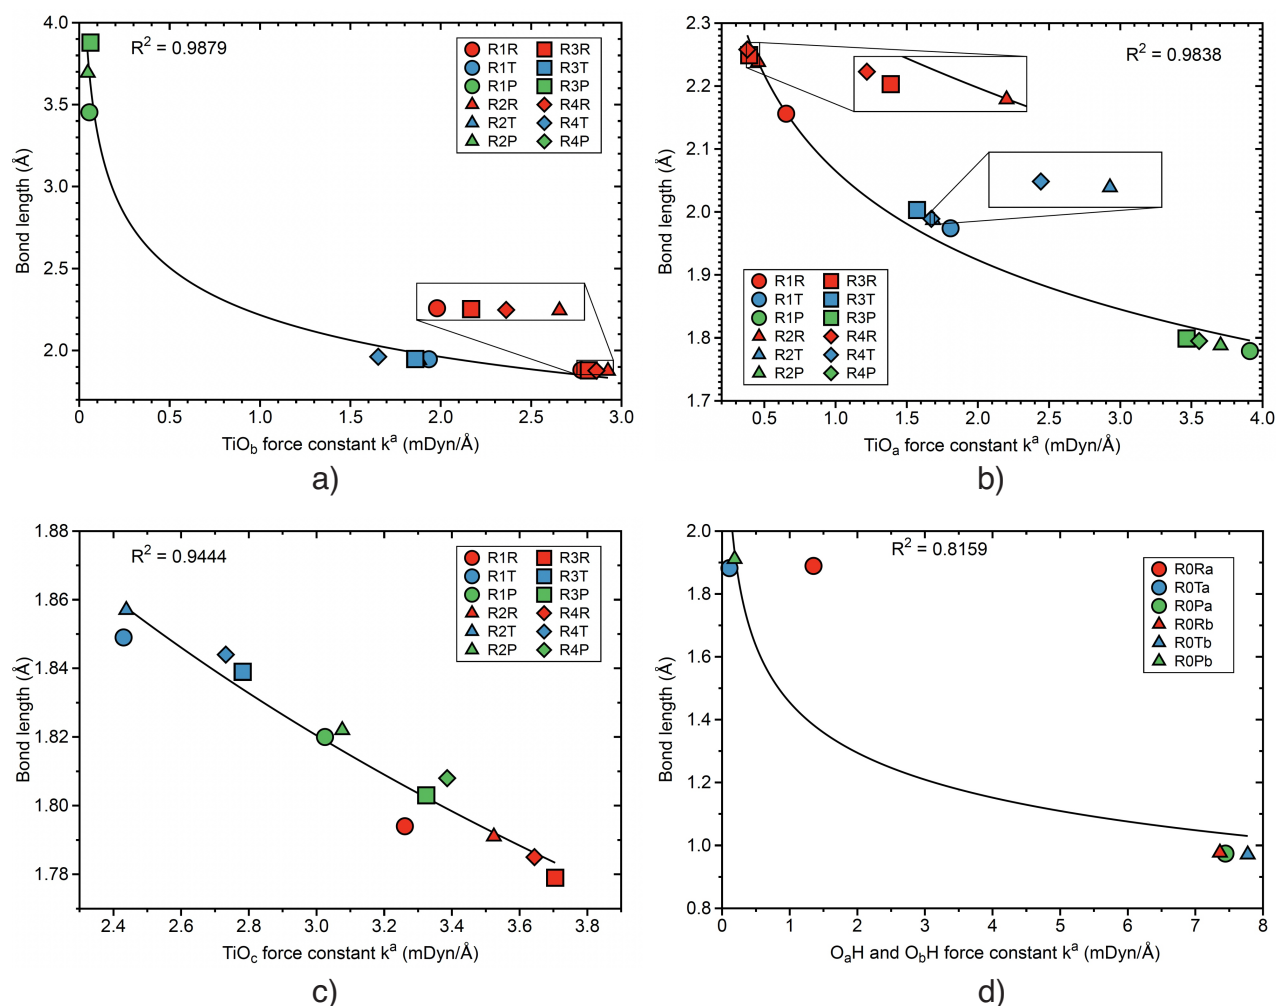 4.0
3.5
3.0
2.5
2.0
0
0.5
1.0
1.5
2.0
2.5
3.0
Bond length (Å)
TiOb force constant kᵃ (mDyn/Å)
R² = 0.9879
R1R R3R
R1T R3T
R1P R3P
R2R R4R
R2T R4T
R2P R4P
a)
2.3
2.2
2.1
2.0
1.9
1.8
1.7
0.5
1.0
1.5
2.0
2.5
3.0
3.5
4.0
Bond length (Å)
TiOₐ force constant kᵃ (mDyn/Å)
R² = 0.9838
R1R R3R
R1T R3T
R1P R3P
R2R R4R
R2T R4T
R2P R4P
b)
1.88
1.86
1.84
1.82
1.80
1.78
2.4
2.6
2.8
3.0
3.2
3.4
3.6
3.8
Bond length (Å)
TiOc force constant kᵃ (mDyn/Å)
R² = 0.9444
R1R R3R
R1T R3T
R1P R3P
R2R R4R
R2T R4T
R2P R4P
c)
2.0
1.8
1.6
1.4
1.2
1.0
0.8
0
1
2
3
4
5
6
7
8
Bond length (Å)
OₐH and ObH force constant kᵃ (mDyn/Å)
R² = 0.8159
R0Ra
R0Ta
R0Pa
R0Rb
R0Tb
R0Pb
d)